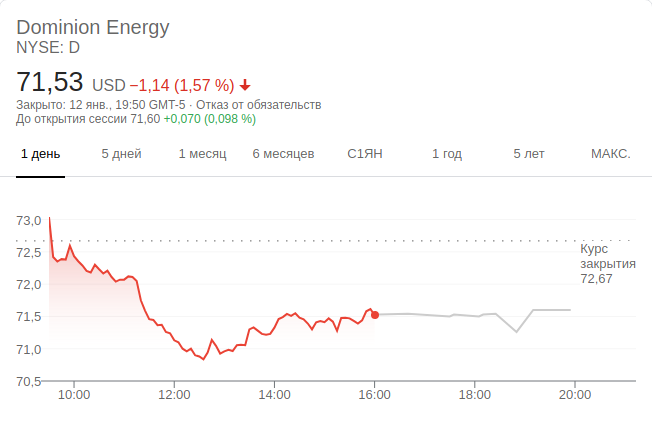 Dominion Energy
NYSE: D
71,53 USD −1,14 (1,57 %)
Закрыто: 12 янв., 19:50 GMT-5 · Отказ от обязательств
До открытия сессии 71,60 +0,070 (0,098 %)
1 день 5 дней 1 месяц 6 месяцев С1ЯН 1 год 5 лет МАКС.
73,0
72,5
72,0
71,5
71,0
70,5
Курс
закрытия
72,67
10:00 12:00 14:00 16:00 18:00 20:00